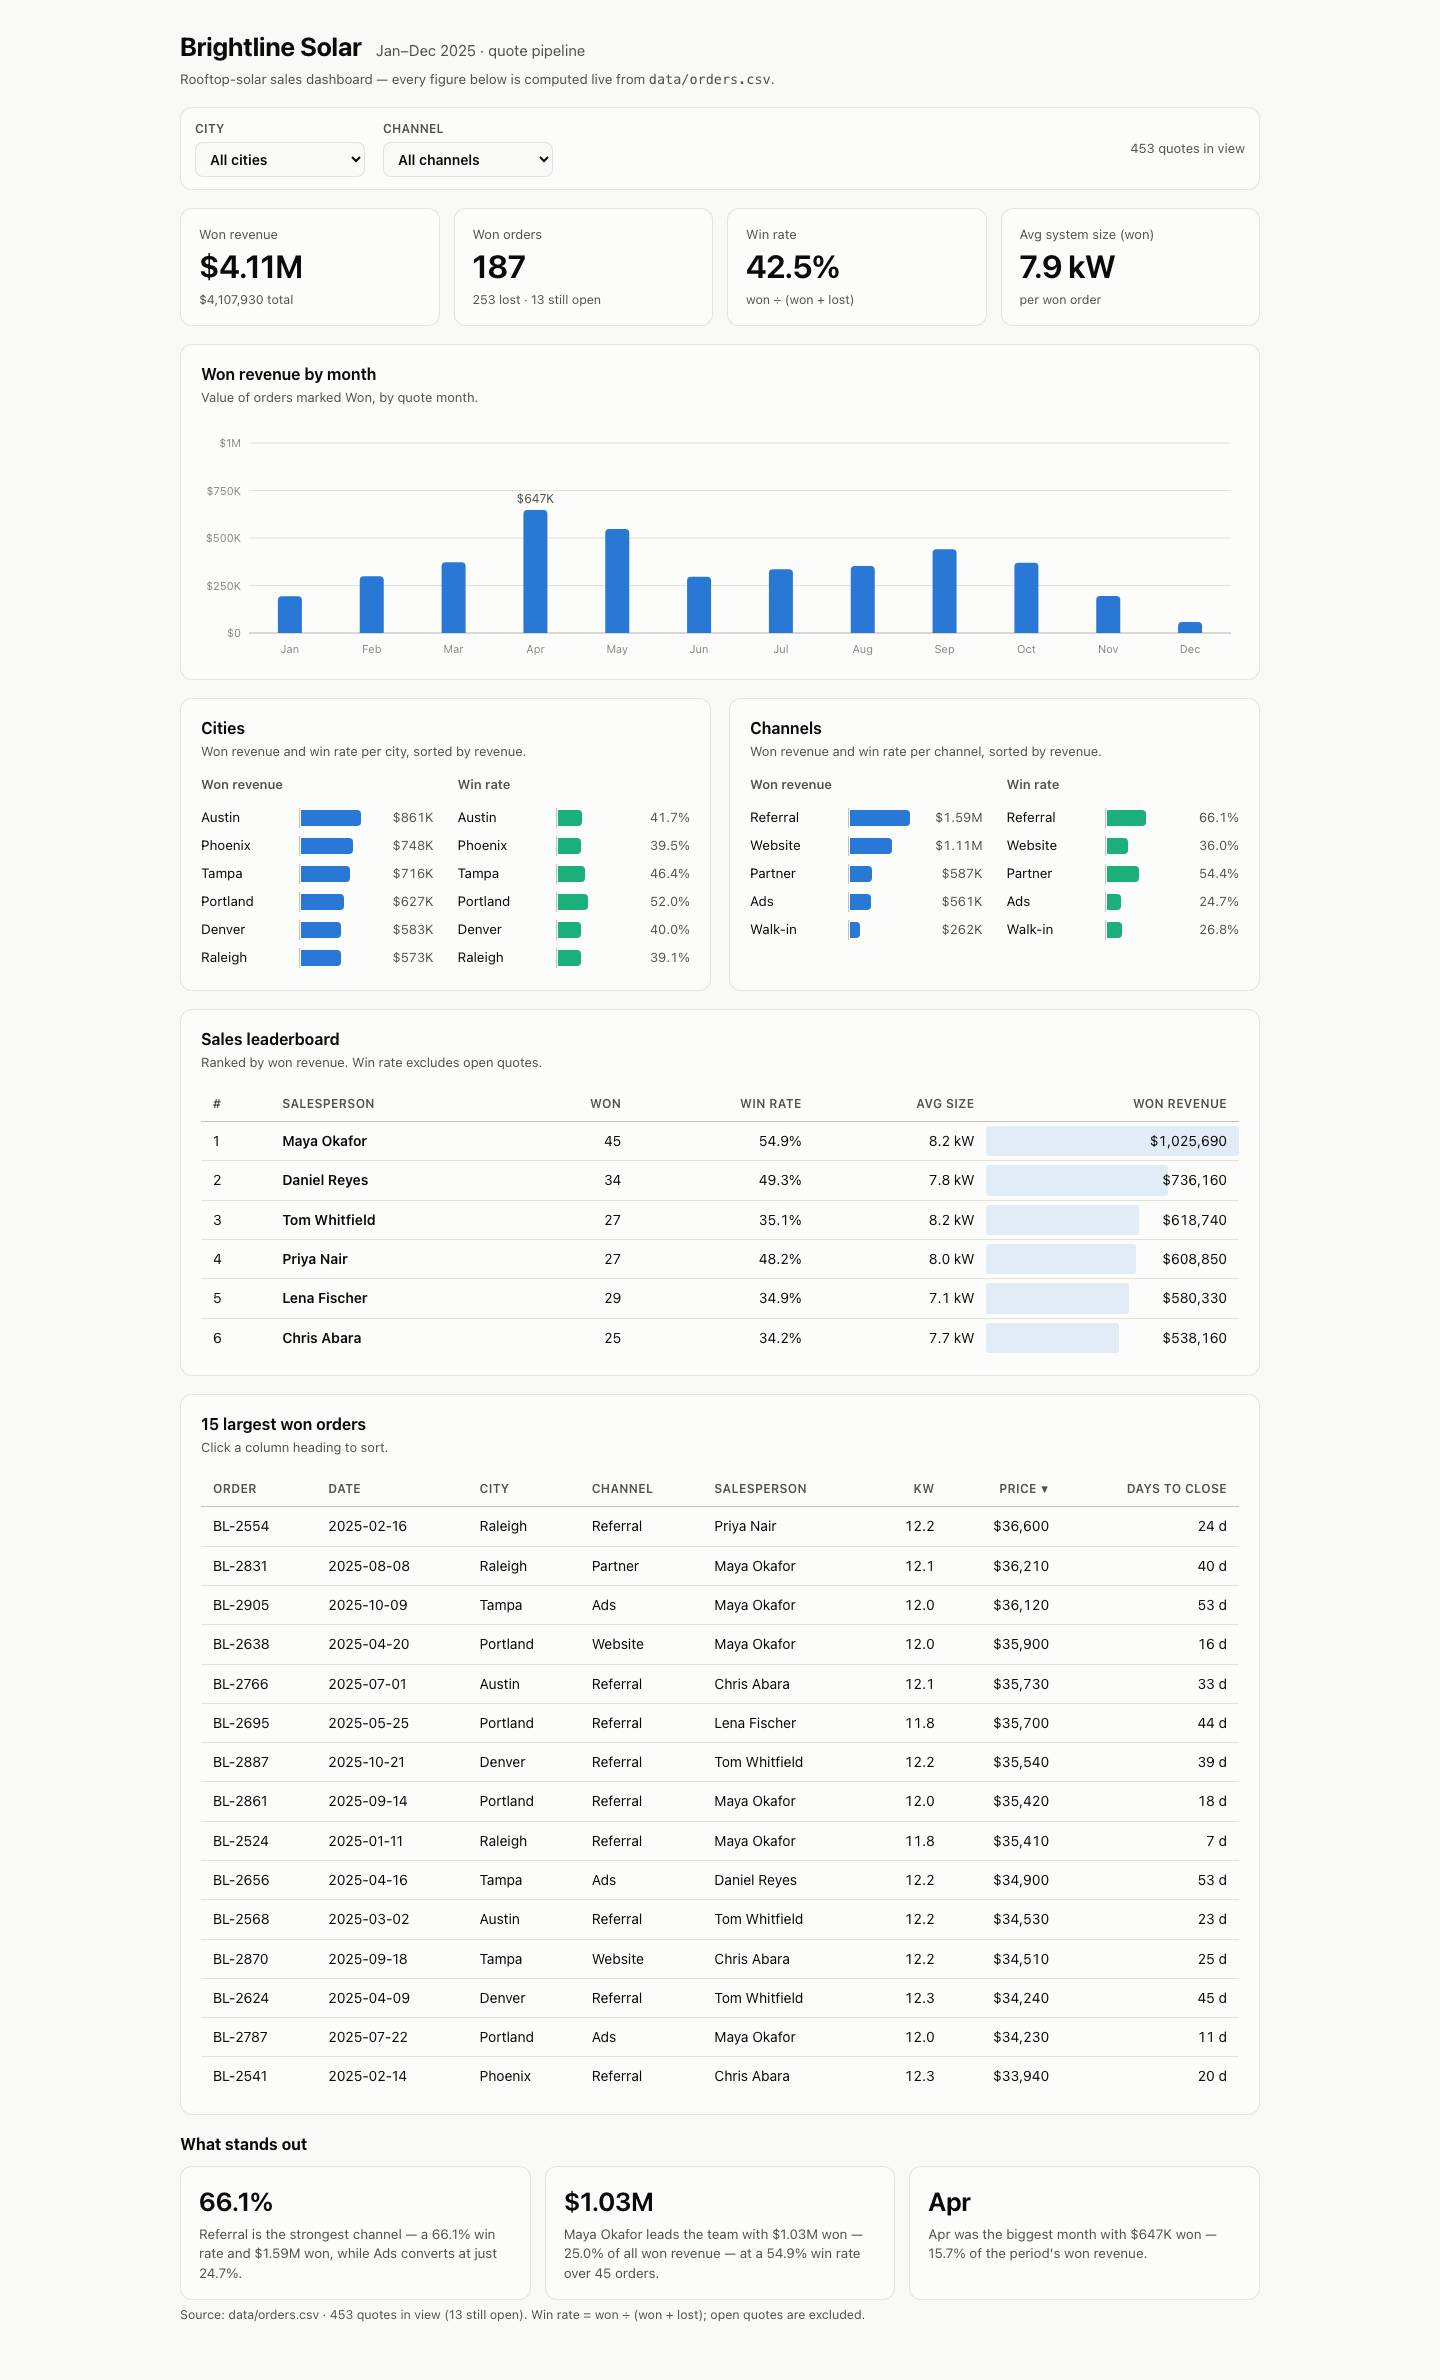 Brightline Solar Jan–Dec 2025 · quote pipeline
Rooftop-solar sales dashboard — every figure below is computed live from data/orders.csv.
CITY CHANNEL
All cities All channels 453 quotes in view
Won revenue Won orders Win rate Avg system size (won)
$4.11M 187 42.5% 7.9 kW
$4,107,930 total 253 lost · 13 still open won ÷ (won + lost) per won order
Won revenue by month
Value of orders marked Won, by quote month.
$1M
$750K
$647K
$500K
$250K
$0
Jan Feb Mar Apr May Jun Jul Aug Sep Oct Nov Dec
Cities
Won revenue and win rate per city, sorted by revenue.
Won revenue Win rate
Austin $861K Austin 41.7%
Phoenix $748K Phoenix 39.5%
Tampa $716K Tampa 46.4%
Portland $627K Portland 52.0%
Denver $583K Denver 40.0%
Raleigh $573K Raleigh 39.1%
Channels
Won revenue and win rate per channel, sorted by revenue.
Won revenue Win rate
Referral $1.59M Referral 66.1%
Website $1.11M Website 36.0%
Partner $587K Partner 54.4%
Ads $561K Ads 24.7%
Walk-in $262K Walk-in 26.8%
Sales leaderboard
Ranked by won revenue. Win rate excludes open quotes.
# SALESPERSON WON WIN RATE AVG SIZE WON REVENUE
1 Maya Okafor 45 54.9% 8.2 kW $1,025,690
2 Daniel Reyes 34 49.3% 7.8 kW $736,160
3 Tom Whitfield 27 35.1% 8.2 kW $618,740
4 Priya Nair 27 48.2% 8.0 kW $608,850
5 Lena Fischer 29 34.9% 7.1 kW $580,330
6 Chris Abara 25 34.2% 7.7 kW $538,160
15 largest won orders
Click a column heading to sort.
ORDER DATE CITY CHANNEL SALESPERSON KW PRICE ▼ DAYS TO CLOSE
BL-2554 2025-02-16 Raleigh Referral Priya Nair 12.2 $36,600 24 d
BL-2831 2025-08-08 Raleigh Partner Maya Okafor 12.1 $36,210 40 d
BL-2905 2025-10-09 Tampa Ads Maya Okafor 12.0 $36,120 53 d
BL-2638 2025-04-20 Portland Website Maya Okafor 12.0 $35,900 16 d
BL-2766 2025-07-01 Austin Referral Chris Abara 12.1 $35,730 33 d
BL-2695 2025-05-25 Portland Referral Lena Fischer 11.8 $35,700 44 d
BL-2887 2025-10-21 Denver Referral Tom Whitfield 12.2 $35,540 39 d
BL-2861 2025-09-14 Portland Referral Maya Okafor 12.0 $35,420 18 d
BL-2524 2025-01-11 Raleigh Referral Maya Okafor 11.8 $35,410 7 d
BL-2656 2025-04-16 Tampa Ads Daniel Reyes 12.2 $34,900 53 d
BL-2568 2025-03-02 Austin Referral Tom Whitfield 12.2 $34,530 23 d
BL-2870 2025-09-18 Tampa Website Chris Abara 12.2 $34,510 25 d
BL-2624 2025-04-09 Denver Referral Tom Whitfield 12.3 $34,240 45 d
BL-2787 2025-07-22 Portland Ads Maya Okafor 12.0 $34,230 11 d
BL-2541 2025-02-14 Phoenix Referral Chris Abara 12.3 $33,940 20 d
What stands out
66.1%
Referral is the strongest channel — a 66.1% win
rate and $1.59M won, while Ads converts at just
24.7%.
$1.03M
Maya Okafor leads the team with $1.03M won —
25.0% of all won revenue — at a 54.9% win rate
over 45 orders.
Apr
Apr was the biggest month with $647K won —
15.7% of the period's won revenue.
Source: data/orders.csv · 453 quotes in view (13 still open). Win rate = won ÷ (won + lost); open quotes are excluded.